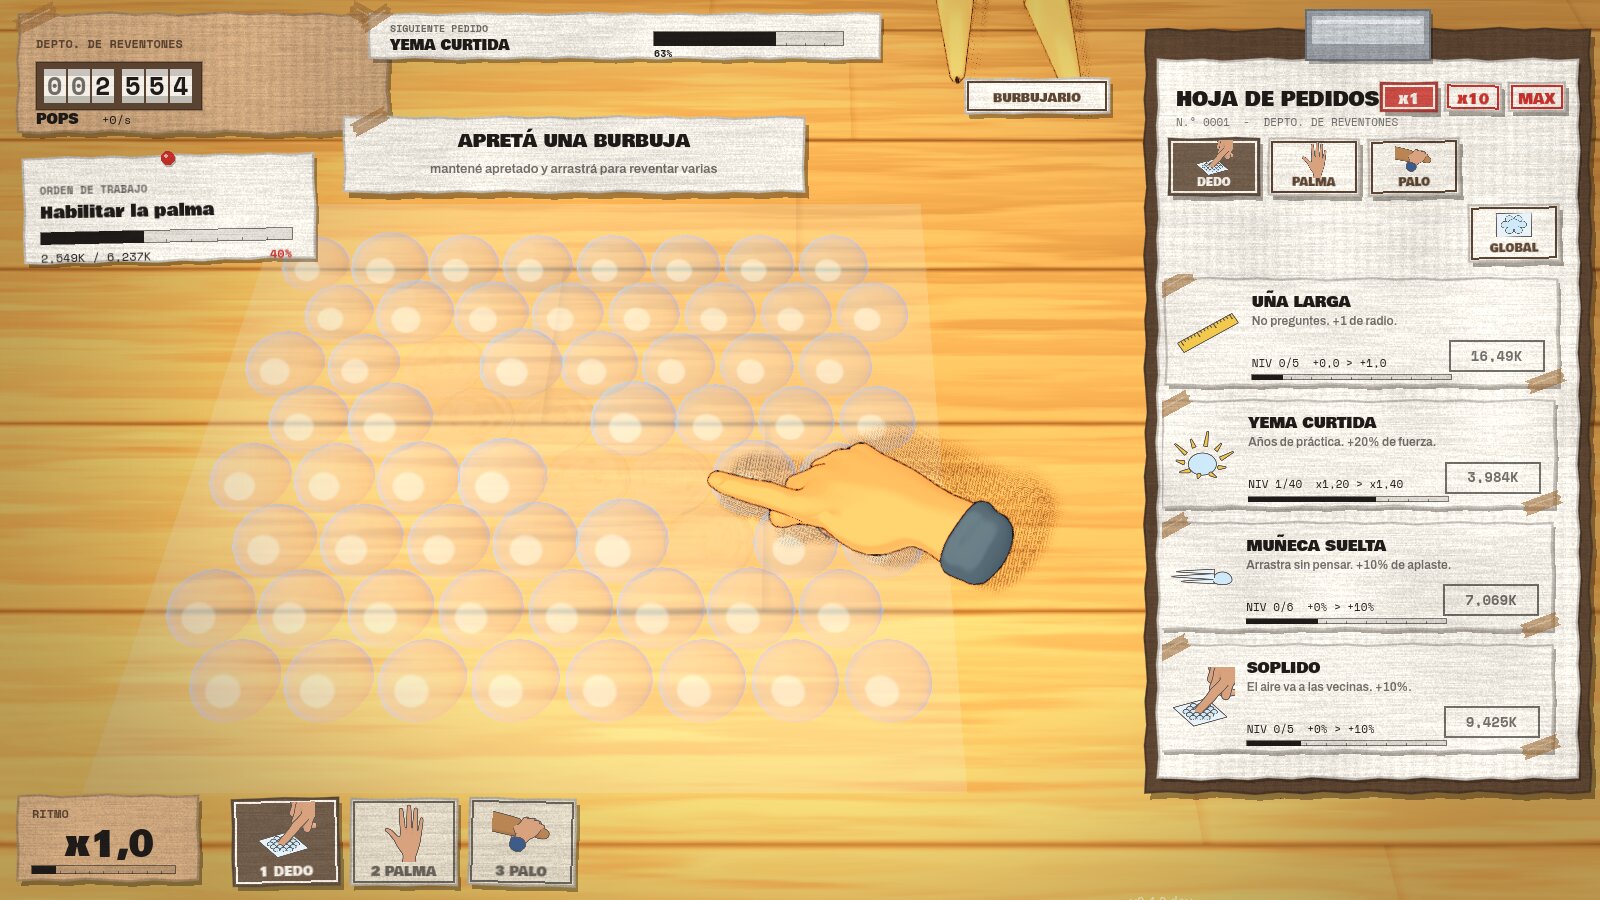 DEPTO. DE REVENTONES
002554
POPS +0/s
SIGUIENTE PEDIDO
YEMA CURTIDA
63%
BURBUJARIO
APRETÁ UNA BURBUJA
mantené apretado y arrastrá para reventar varias
ORDEN DE TRABAJO
Habilitar la palma
40%
2,549K / 6,237K
HOJA DE PEDIDOS
x1 x10 MAX
N.° 0001 - DEPTO. DE REVENTONES
DEDO PALMA PALO
GLOBAL
UÑA LARGA
No preguntes. +1 de radio.
NIV 0/5 +0,0 > +1,0
16,49K
YEMA CURTIDA
Años de práctica. +20% de fuerza.
NIV 1/40 x1,20 > x1,40
3,984K
MUÑECA SUELTA
Arrastra sin pensar. +10% de aplaste.
NIV 0/6 +0% > +10%
7,069K
SOPLIDO
El aire va a las vecinas. +10%.
NIV 0/5 +0% > +10%
9,425K
RITMO
x1,0
1 DEDO 2 PALMA 3 PALO